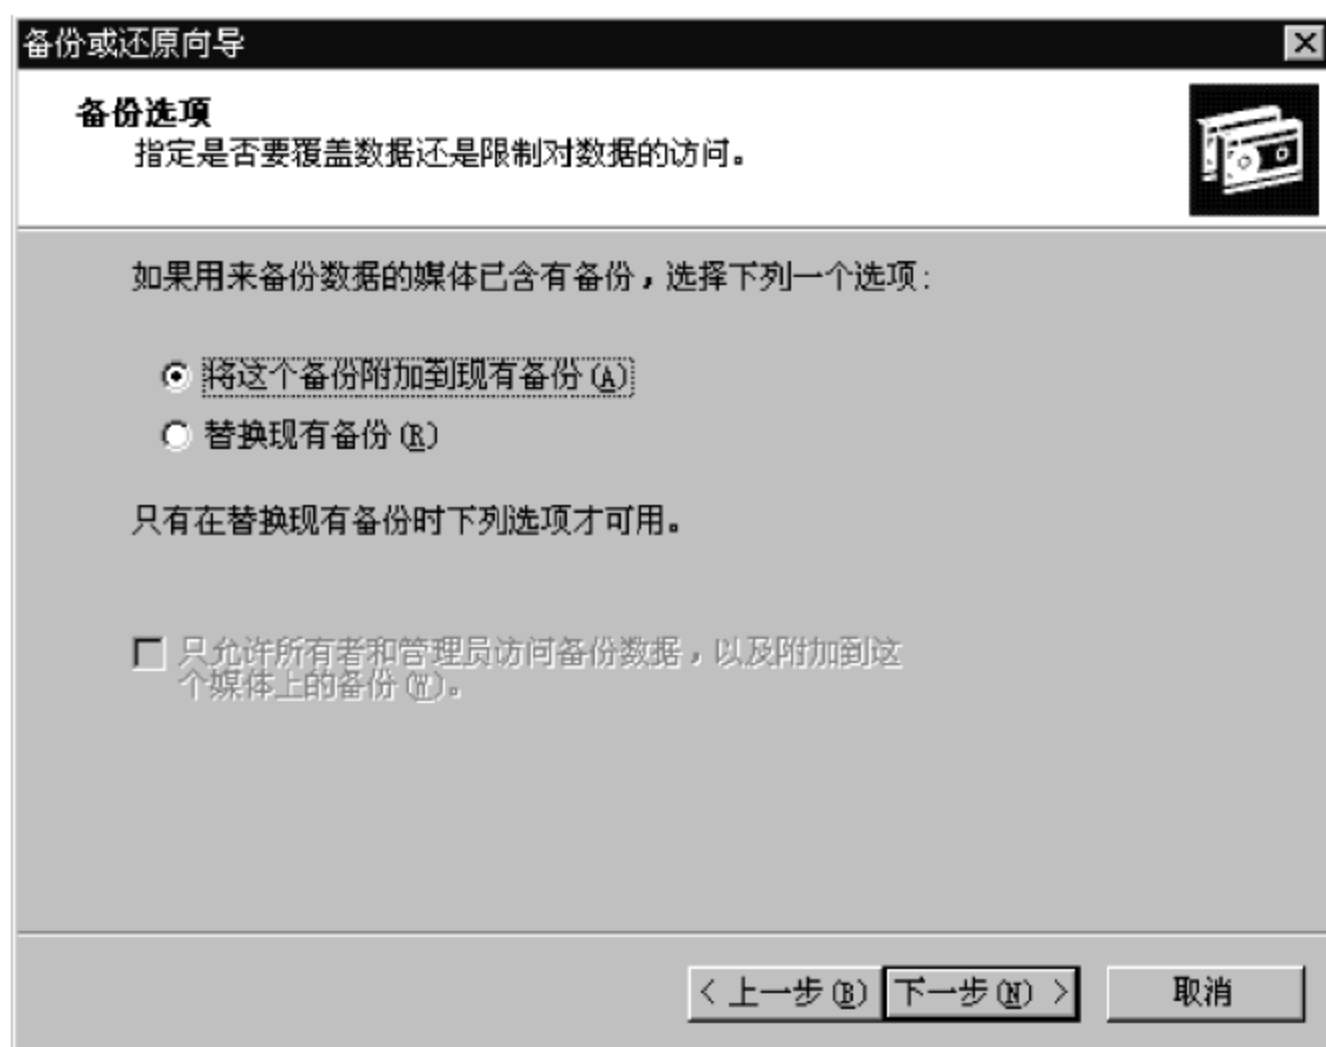 备份或还原向导
备份选项
指定是否要覆盖数据还是限制对数据的访问。
如果用来备份数据的媒体已含有备份，选择下列一个选项:
将这个备份附加到现有备份(A)
替换现有备份(R)
只有在替换现有备份时下列选项才可用。
只允许所有者和管理员访问备份数据，以及附加到这
个媒体上的备份(W)。
< 上一步(B)
下一步(N) >
取消